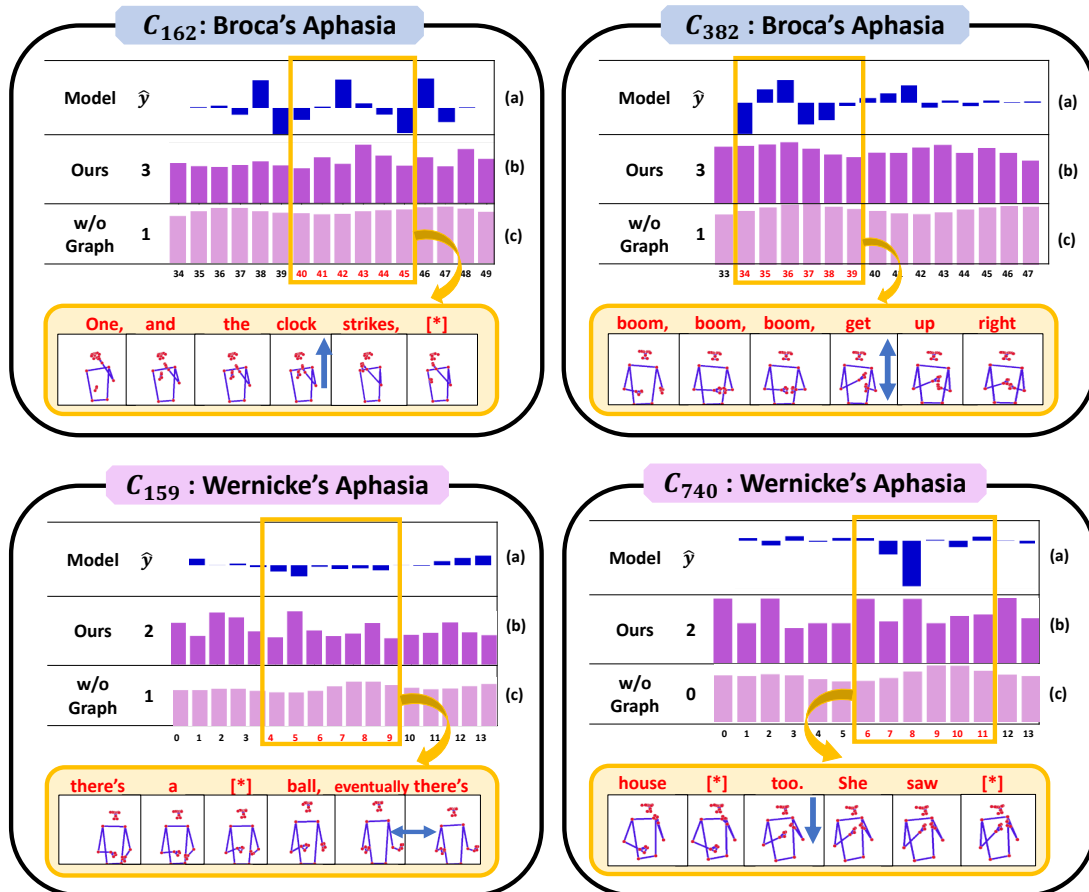 C162: Broca's Aphasia
Model ŷ (a)
Ours 3 (b)
w/o Graph 1 (c)
34 35 36 37 38 39 40 41 42 43 44 45 46 47 48 49
One, and the clock strikes, [*]
C382 : Broca's Aphasia
Model ŷ (a)
Ours 3 (b)
w/o Graph 1 (c)
33 34 35 36 37 38 39 40 41 42 43 44 45 46 47
boom, boom, boom, get up right
C159 : Wernicke's Aphasia
Model ŷ (a)
Ours 2 (b)
w/o Graph 1 (c)
0 1 2 3 4 5 6 7 8 9 10 11 12 13
there's a [*] ball, eventually there's
C740 : Wernicke's Aphasia
Model ŷ (a)
Ours 2 (b)
w/o Graph 0 (c)
0 1 2 3 4 5 6 7 8 9 10 11 12 13
house [*] too. She saw [*]